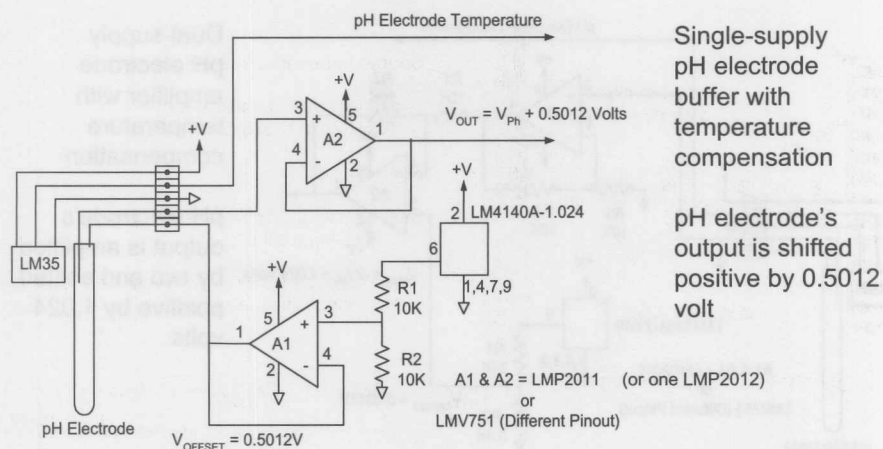 pH Electrode Temperature
Single-supply
pH electrode
buffer with
temperature
compensation
pH electrode's
output is shifted
positive by 0.5012
volt
+V
+V
3
+
5
1
A2
4
2
V_OUT = V_Ph + 0.5012 Volts
+V
2
LM4140A-1.024
6
1,4,7,9
LM35
+V
R1
10K
1
5
+
3
A1
2
-
4
R2
10K
A1 & A2 = LMP2011 (or one LMP2012)
or
LMV751 (Different Pinout)
pH Electrode
V_OFFSET = 0.5012V